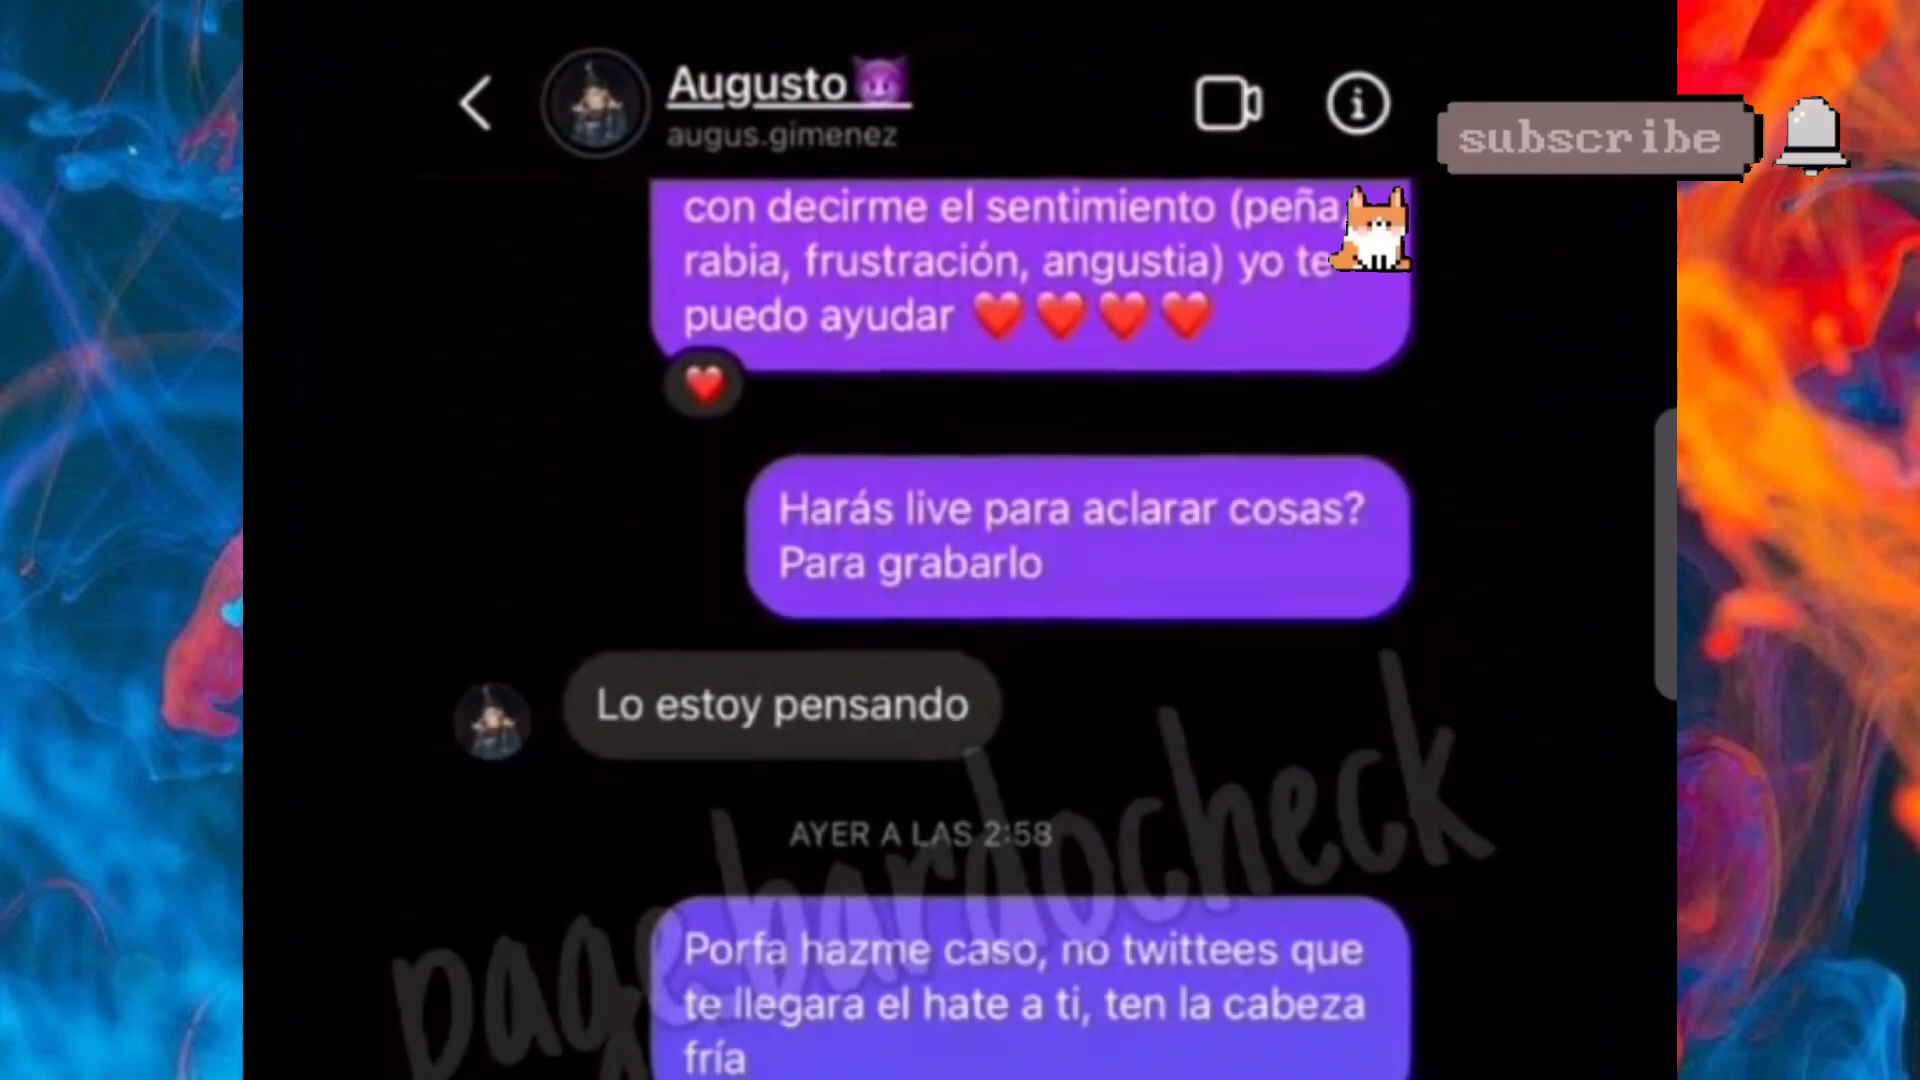 Augusto😈
augus.gimenez
subscribe
con decirme el sentimiento (peña,
rabia, frustración, angustia) yo te
puedo ayudar ❤️❤️❤️❤️
❤️
Harás live para aclarar cosas?
Para grabarlo
Lo estoy pensando
AYER A LAS 2:58
page bardocheck
Porfa hazme caso, no twittees que
te llegara el hate a ti, ten la cabeza
fría